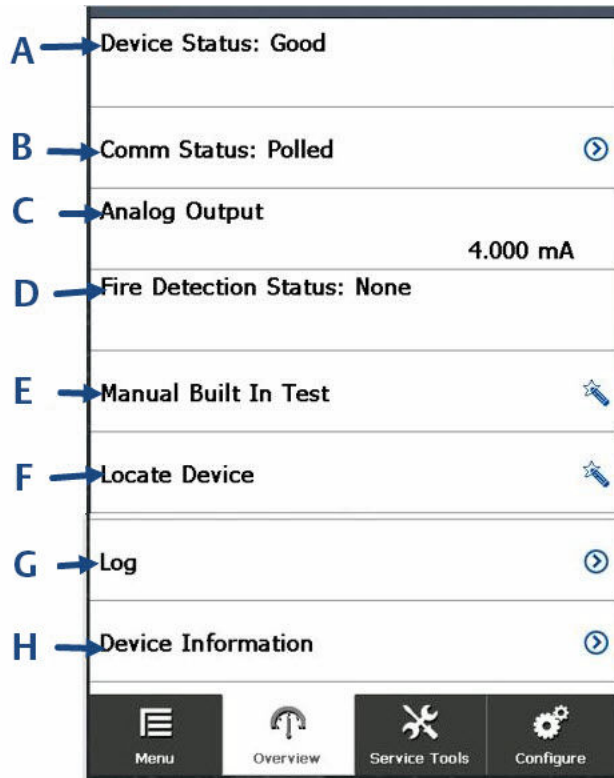 A Device Status: Good
B Comm Status: Polled
C Analog Output
4.000 mA
D Fire Detection Status: None
E Manual Built In Test
F Locate Device
G Log
H Device Information
Menu Overview Service Tools Configure